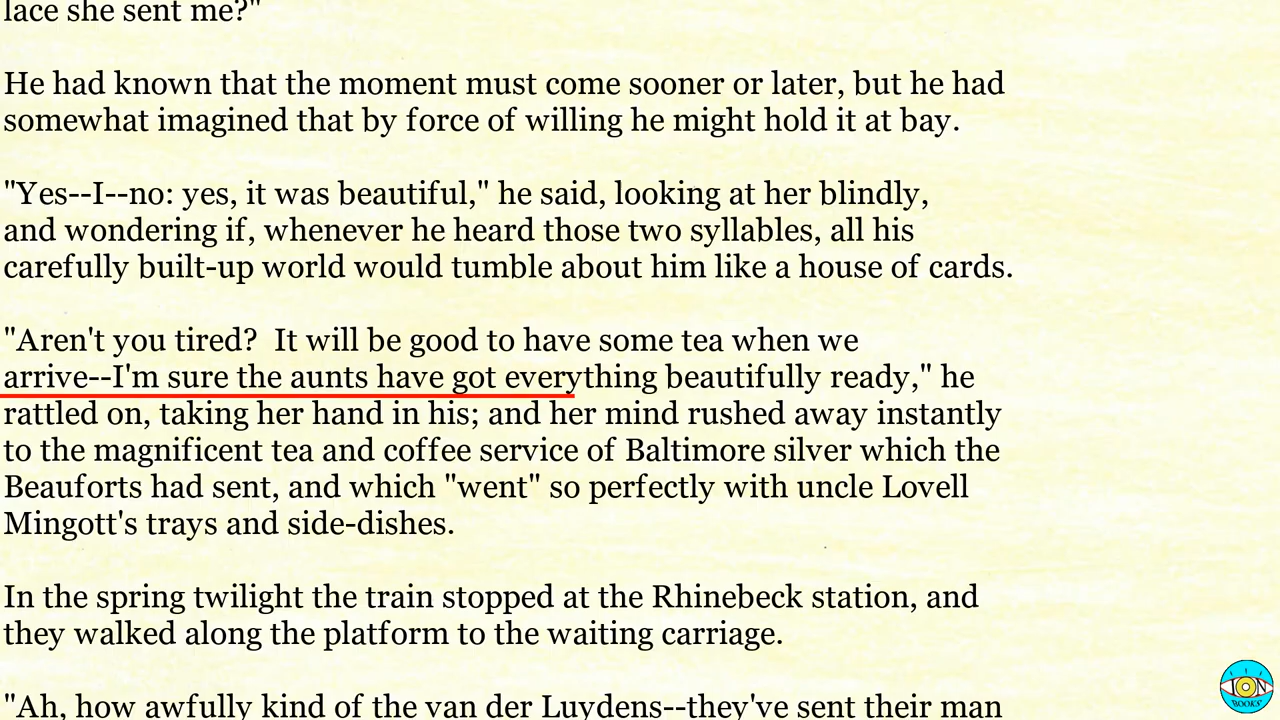 lace she sent me?"
He had known that the moment must come sooner or later, but he had
somewhat imagined that by force of willing he might hold it at bay.
"Yes--I--no: yes, it was beautiful," he said, looking at her blindly,
and wondering if, whenever he heard those two syllables, all his
carefully built-up world would tumble about him like a house of cards.
"Aren't you tired?  It will be good to have some tea when we
arrive--I'm sure the aunts have got everything beautifully ready," he
rattled on, taking her hand in his; and her mind rushed away instantly
to the magnificent tea and coffee service of Baltimore silver which the
Beauforts had sent, and which "went" so perfectly with uncle Lovell
Mingott's trays and side-dishes.
In the spring twilight the train stopped at the Rhinebeck station, and
they walked along the platform to the waiting carriage.
"Ah, how awfully kind of the van der Luydens--they've sent their man
ION
BOOKS